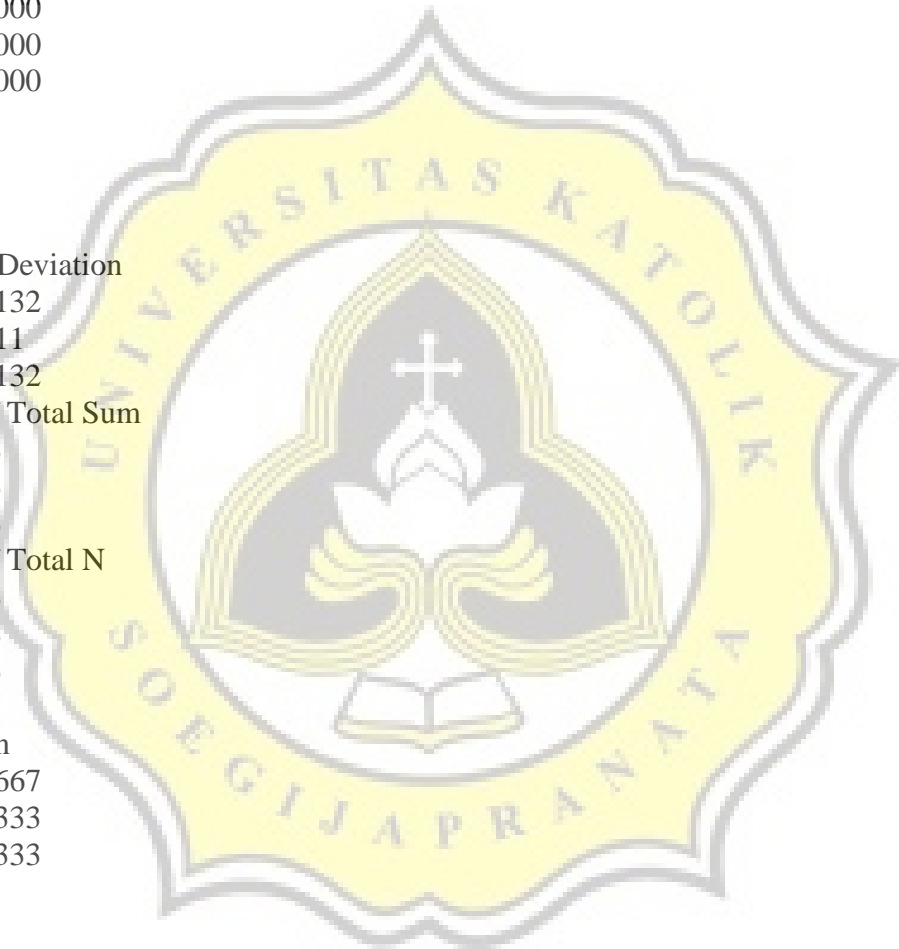 000
000
000
Deviation
132
11
132
Total Sum
Total N
n
667
333
333
UNIVERSITAS KATOLIK
SOEGIJAPRANATA